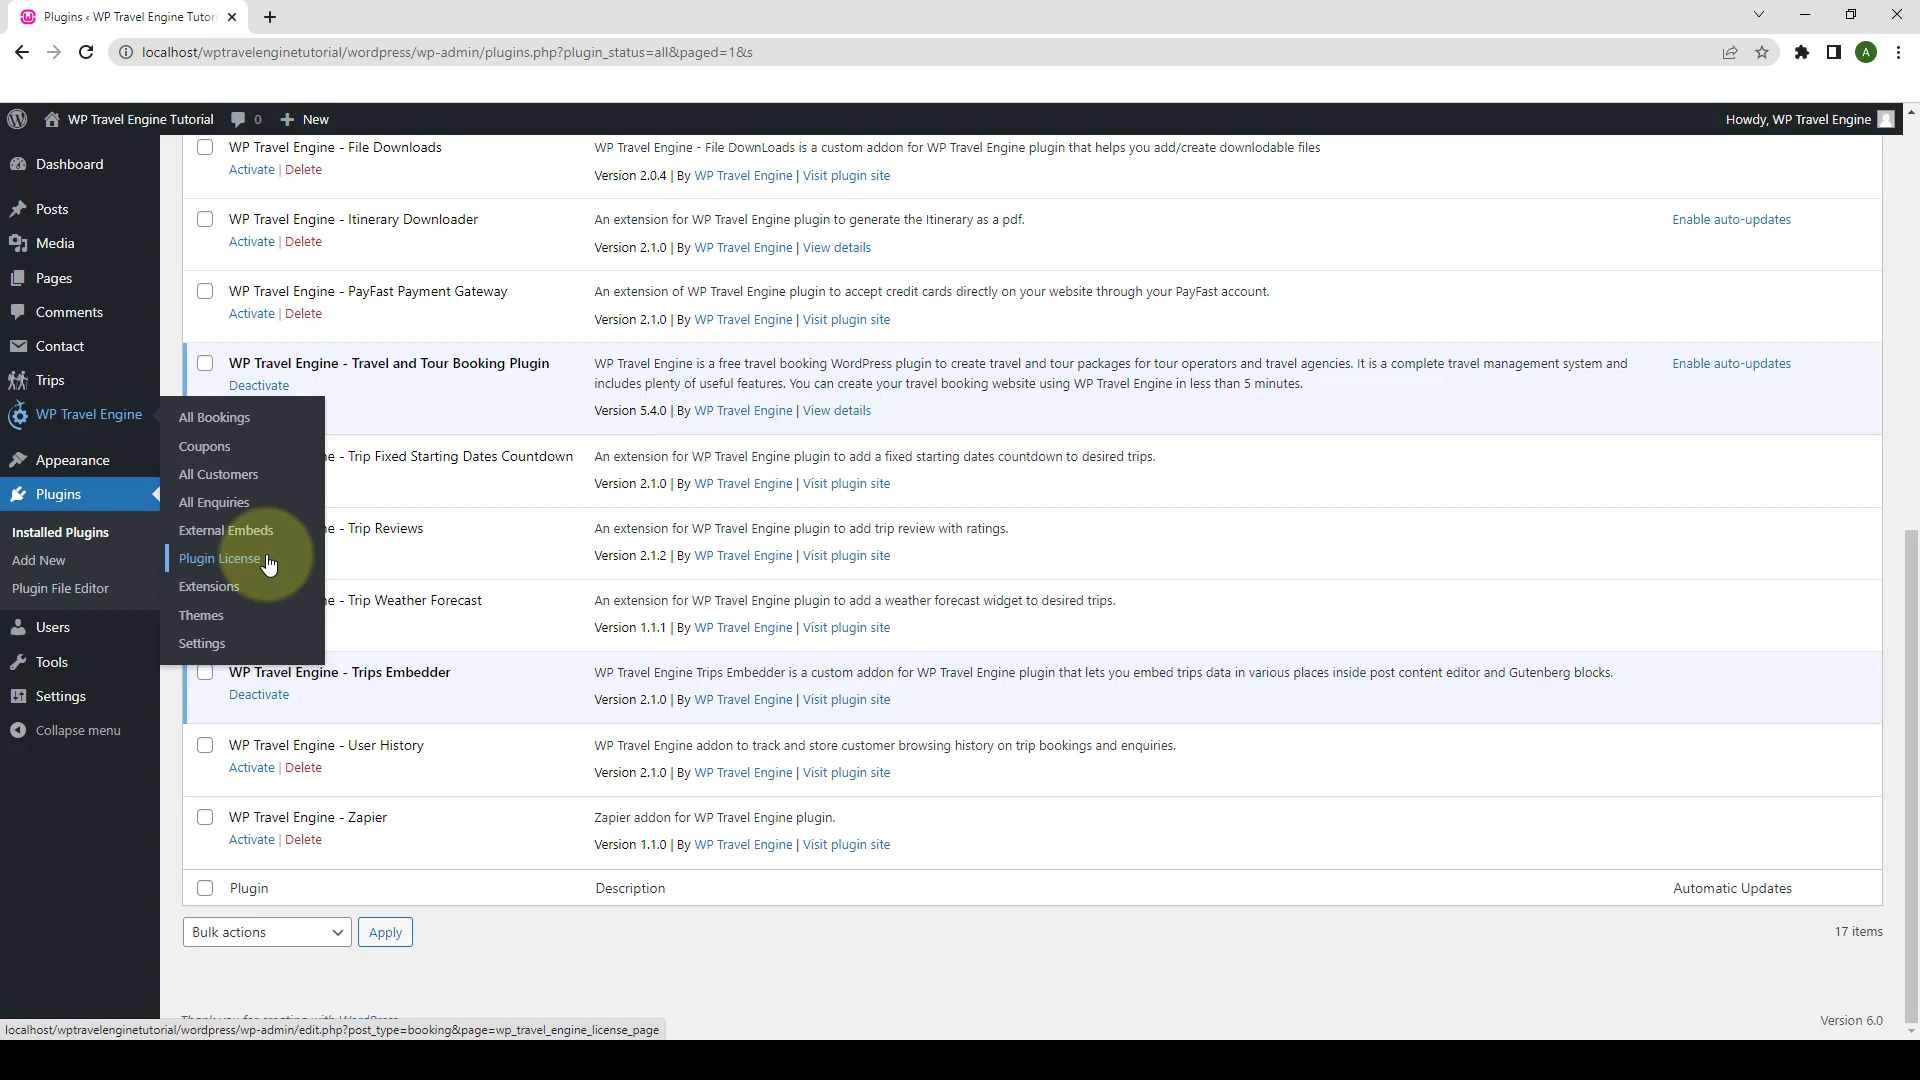 Plugins ‹ WP Travel Engine Tutor
localhost/wptravelenginetutorial/wordpress/wp-admin/plugins.php?plugin_status=all&paged=1&s
A
WP Travel Engine Tutorial
0
New
Howdy, WP Travel Engine
Dashboard
Posts
Media
Pages
Comments
Contact
Trips
WP Travel Engine
Appearance
Plugins
Installed Plugins
Add New
Plugin File Editor
Users
Tools
Settings
Collapse menu
All Bookings
Coupons
All Customers
All Enquiries
External Embeds
Plugin License
Extensions
Themes
Settings
WP Travel Engine - File Downloads
Activate | Delete
WP Travel Engine - File DownLoads is a custom addon for WP Travel Engine plugin that helps you add/create downlodable files
Version 2.0.4 | By WP Travel Engine | Visit plugin site
WP Travel Engine - Itinerary Downloader
Activate | Delete
An extension for WP Travel Engine plugin to generate the Itinerary as a pdf.
Version 2.1.0 | By WP Travel Engine | View details
Enable auto-updates
WP Travel Engine - PayFast Payment Gateway
Activate | Delete
An extension of WP Travel Engine plugin to accept credit cards directly on your website through your PayFast account.
Version 2.1.0 | By WP Travel Engine | Visit plugin site
WP Travel Engine - Travel and Tour Booking Plugin
Deactivate
WP Travel Engine is a free travel booking WordPress plugin to create travel and tour packages for tour operators and travel agencies. It is a complete travel management system and
includes plenty of useful features. You can create your travel booking website using WP Travel Engine in less than 5 minutes.
Version 5.4.0 | By WP Travel Engine | View details
Enable auto-updates
ne - Trip Fixed Starting Dates Countdown
An extension for WP Travel Engine plugin to add a fixed starting dates countdown to desired trips.
Version 2.1.0 | By WP Travel Engine | Visit plugin site
ne - Trip Reviews
An extension for WP Travel Engine plugin to add trip review with ratings.
Version 2.1.2 | By WP Travel Engine | Visit plugin site
ne - Trip Weather Forecast
An extension for WP Travel Engine plugin to add a weather forecast widget to desired trips.
Version 1.1.1 | By WP Travel Engine | Visit plugin site
WP Travel Engine - Trips Embedder
Deactivate
WP Travel Engine Trips Embedder is a custom addon for WP Travel Engine plugin that lets you embed trips data in various places inside post content editor and Gutenberg blocks.
Version 2.1.0 | By WP Travel Engine | Visit plugin site
WP Travel Engine - User History
Activate | Delete
WP Travel Engine addon to track and store customer browsing history on trip bookings and enquiries.
Version 2.1.0 | By WP Travel Engine | Visit plugin site
WP Travel Engine - Zapier
Activate | Delete
Zapier addon for WP Travel Engine plugin.
Version 1.1.0 | By WP Travel Engine | Visit plugin site
Plugin
Description
Automatic Updates
Bulk actions
Apply
17 items
Thank you for creating with WordPress
Version 6.0
localhost/wptravelenginetutorial/wordpress/wp-admin/edit.php?post_type=booking&page=wp_travel_engine_license_page